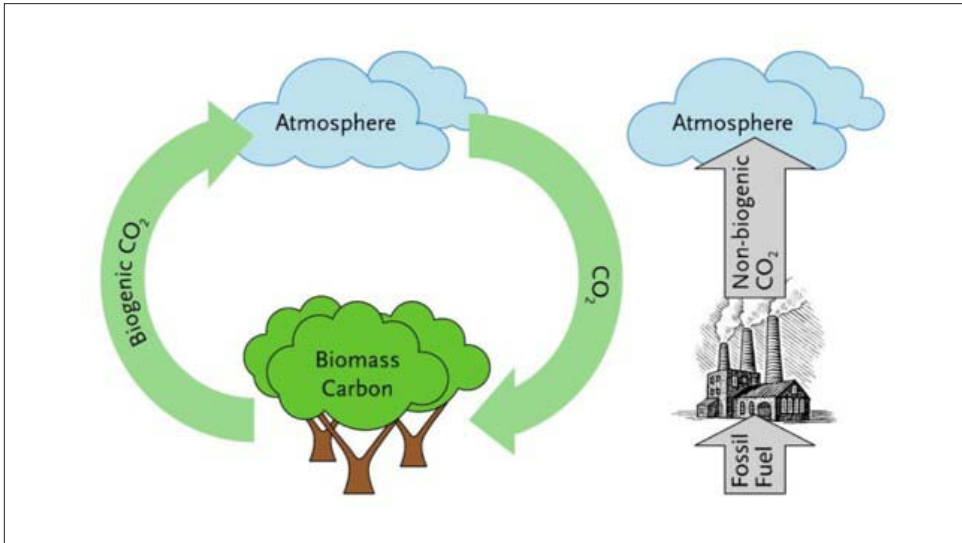 Atmosphere
Biogenic CO₂
CO₂
Biomass
Carbon
Atmosphere
Non-biogenic
CO₂
Fossil
Fuel